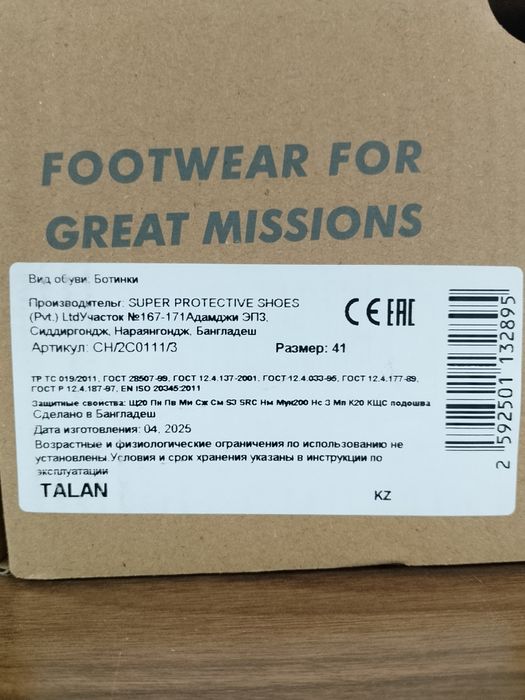 FOOTWEAR FOR
GREAT MISSIONS
Вид обуви: Ботинки
Производитель: SUPER PROTECTIVE SHOES
(Pvt.) LtdУчасток №167-171Адамджи ЭПЗ,
Сиддиргондж, Нараянгондж, Бангладеш
CE EAC
Артикул: CH/2C0111/3 Размер: 41
ТР ТС 019/2011, ГОСТ 28507-99, ГОСТ 12.4.137-2001, ГОСТ 12.4.033-95, ГОСТ 12.4.177-89,
ГОСТ Р 12.4.187-97, EN ISO 20345:2011
Защитные свойства: Щ20 Пн Пв Ми Сж См S3 SRC Нм Мун200 Нс З Мп К20 КЩС подошва
Сделано в Бангладеш
Дата изготовления: 04, 2025
Возрастные и физиологические ограничения по использованию не
установлены.Условия и срок хранения указаны в инструкции по
эксплуатации
TALAN KZ
2 592501 132895